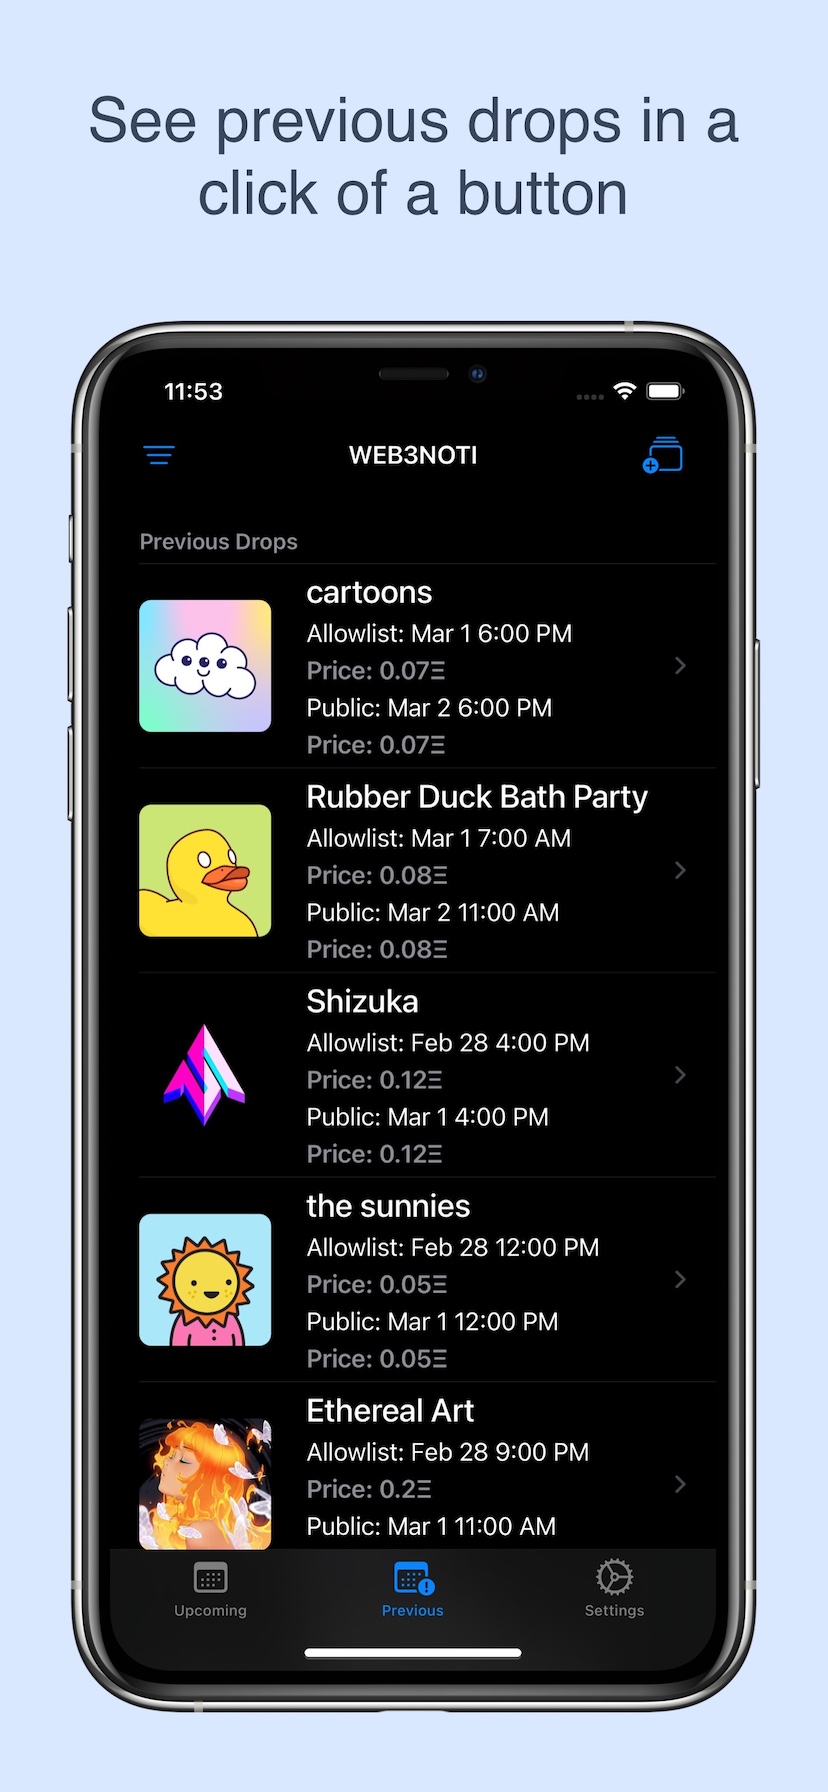 See previous drops in a
click of a button
11:53
WEB3NOTI
Previous Drops
cartoons
Allowlist: Mar 1 6:00 PM
Price: 0.07Ξ
Public: Mar 2 6:00 PM
Price: 0.07Ξ
Rubber Duck Bath Party
Allowlist: Mar 1 7:00 AM
Price: 0.08Ξ
Public: Mar 2 11:00 AM
Price: 0.08Ξ
Shizuka
Allowlist: Feb 28 4:00 PM
Price: 0.12Ξ
Public: Mar 1 4:00 PM
Price: 0.12Ξ
the sunnies
Allowlist: Feb 28 12:00 PM
Price: 0.05Ξ
Public: Mar 1 12:00 PM
Price: 0.05Ξ
Ethereal Art
Allowlist: Feb 28 9:00 PM
Price: 0.2Ξ
Public: Mar 1 11:00 AM
Upcoming
Previous
Settings